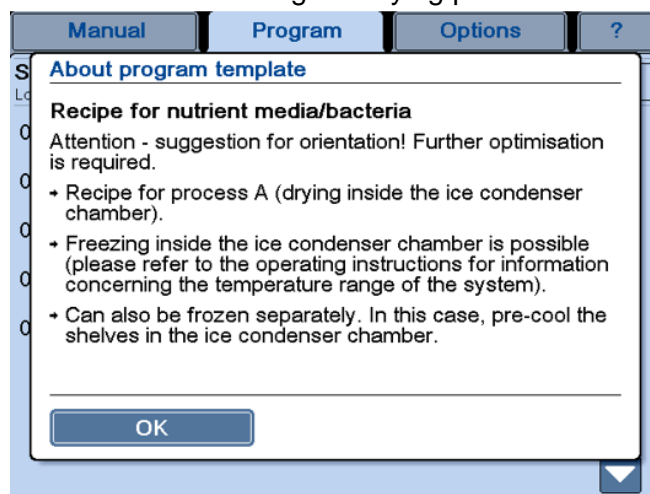 Manual Program Options ?
About program template
Recipe for nutrient media/bacteria
Attention - suggestion for orientation! Further optimisation
is required.
→ Recipe for process A (drying inside the ice condenser
chamber).
→ Freezing inside the ice condenser chamber is possible
(please refer to the operating instructions for information
concerning the temperature range of the system).
→ Can also be frozen separately. In this case, pre-cool the
shelves in the ice condenser chamber.
OK